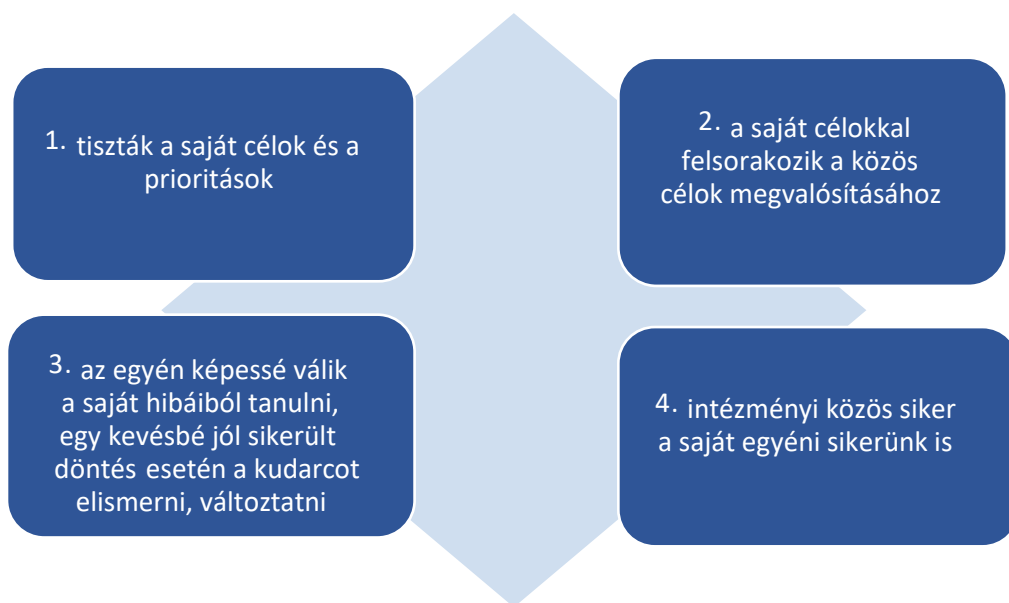 1. tiszták a saját célok és a
prioritások
2. a saját célokkal
felsorakozik a közös
célok megvalósításához
3. az egyén képessé válik
a saját hibáiból tanulni,
egy kevésbé jól sikerült
döntés esetén a kudarcot
elismerni, változtatni
4. intézményi közös siker
a saját egyéni sikerünk is